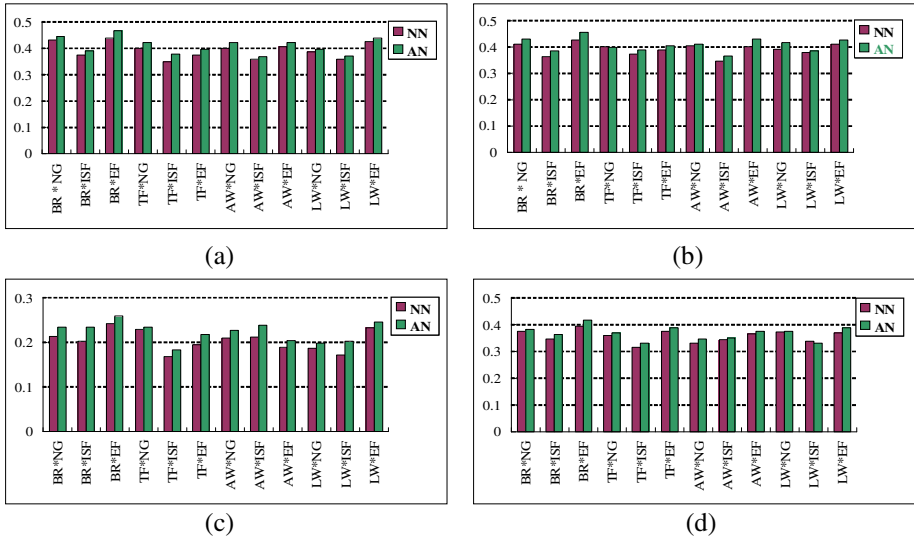 0.5
0.4
0.3
0.2
0.1
0
BR * NG
BR*ISF
BR*EF
TF*NG
TF*ISF
TF*EF
AW*NG
AW*ISF
AW*EF
LW*NG
LW*ISF
LW*EF
NN
AN
(a)
0.5
0.4
0.3
0.2
0.1
0
BR * NG
BR*ISF
BR*EF
TF*NG
TF*ISF
TF*EF
AW*NG
AW*ISF
AW*EF
LW*NG
LW*ISF
LW*EF
NN
AN
(b)
0.3
0.2
0.1
0
BR*NG
BR*ISF
BR*EF
TF*NG
TF*ISF
TF*EF
AW*NG
AW*ISF
AW*EF
LW*NG
LW*ISF
LW*EF
NN
AN
(c)
0.5
0.4
0.3
0.2
0.1
0
BR*NG
BR*ISF
BR*EF
TF*NG
TF*ISF
TF*EF
AW*NG
AW*ISF
AW*EF
LW*NG
LW*ISF
LW*EF
NN
AN
(d)